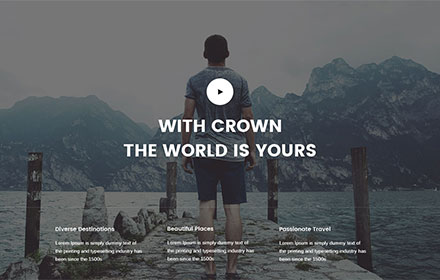 WITH CROWN
THE WORLD IS YOURS
Diverse Destinations
Lorem Ipsum is simply dummy text of
the printing and typesetting industry has
been since the 1500s
Beautiful Places
Lorem Ipsum is simply dummy text of
the printing and typesetting industry has
been since the 1500s
Passionate Travel
Lorem Ipsum is simply dummy text of
the printing and typesetting industry has
been since the 1500s